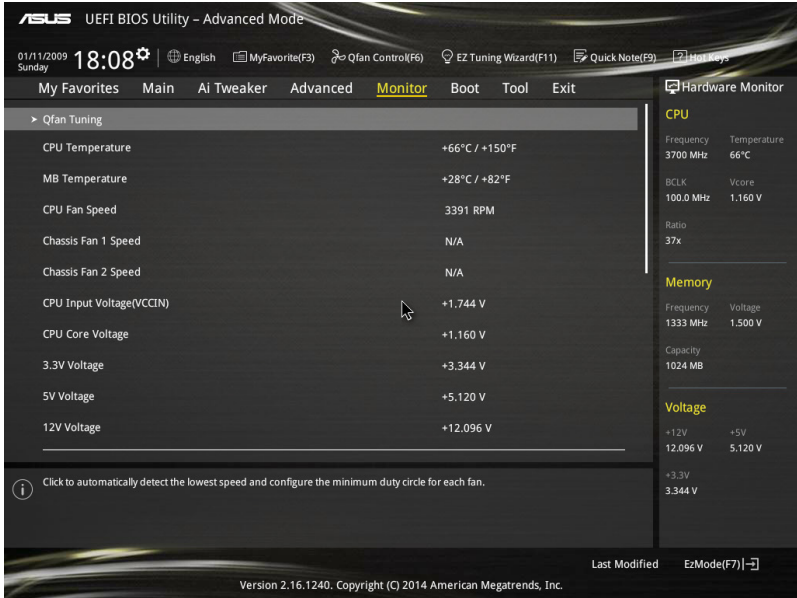 ASUS UEFI BIOS Utility – Advanced Mode
01/11/2009 Sunday 18:08 English MyFavorite(F3) Qfan Control(F6) EZ Tuning Wizard(F11) Quick Note(F9) Hot Keys
My Favorites Main Ai Tweaker Advanced Monitor Boot Tool Exit
> Qfan Tuning
CPU Temperature +66°C / +150°F
MB Temperature +28°C / +82°F
CPU Fan Speed 3391 RPM
Chassis Fan 1 Speed N/A
Chassis Fan 2 Speed N/A
CPU Input Voltage(VCCIN) +1.744 V
CPU Core Voltage +1.160 V
3.3V Voltage +3.344 V
5V Voltage +5.120 V
12V Voltage +12.096 V
Click to automatically detect the lowest speed and configure the minimum duty circle for each fan.
Hardware Monitor
CPU
Frequency Temperature
3700 MHz 66°C
BCLK Vcore
100.0 MHz 1.160 V
Ratio
37x
Memory
Frequency Voltage
1333 MHz 1.500 V
Capacity
1024 MB
Voltage
+12V +5V
12.096 V 5.120 V
+3.3V
3.344 V
Last Modified EzMode(F7)
Version 2.16.1240. Copyright (C) 2014 American Megatrends, Inc.